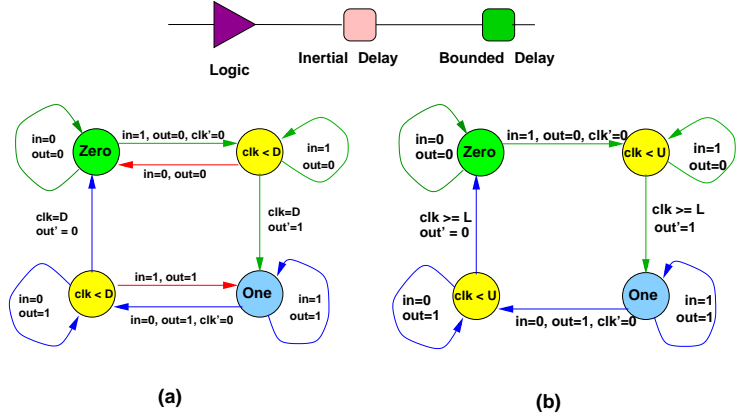 Logic
Inertial Delay
Bounded Delay
in=0
out=0
Zero
in=1, out=0, clk'=0
in=0, out=0
clk < D
in=1
out=0
clk=D
out' = 0
clk=D
out'=1
in=0
out=1
clk < D
in=1, out=1
in=0, out=1, clk'=0
One
in=1
out=1
(a)
in=0
out=0
Zero
in=1, out=0, clk'=0
clk < U
in=1
out=0
clk >= L
out' = 0
clk >= L
out'=1
in=0
out=1
clk < U
in=0, out=1, clk'=0
One
in=1
out=1
(b)